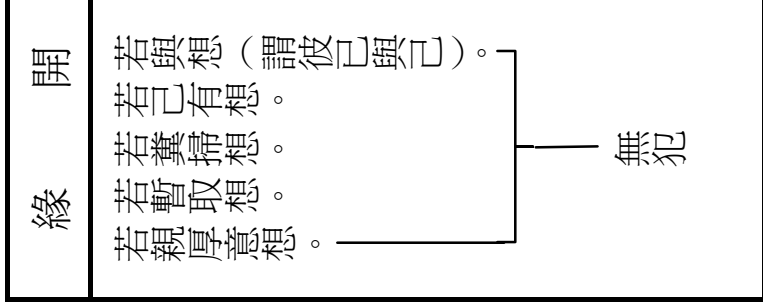 開緣
若與想（謂彼已與己）。
若己有想。
若糞掃想。
若暫取想。
若親厚意想。
無犯